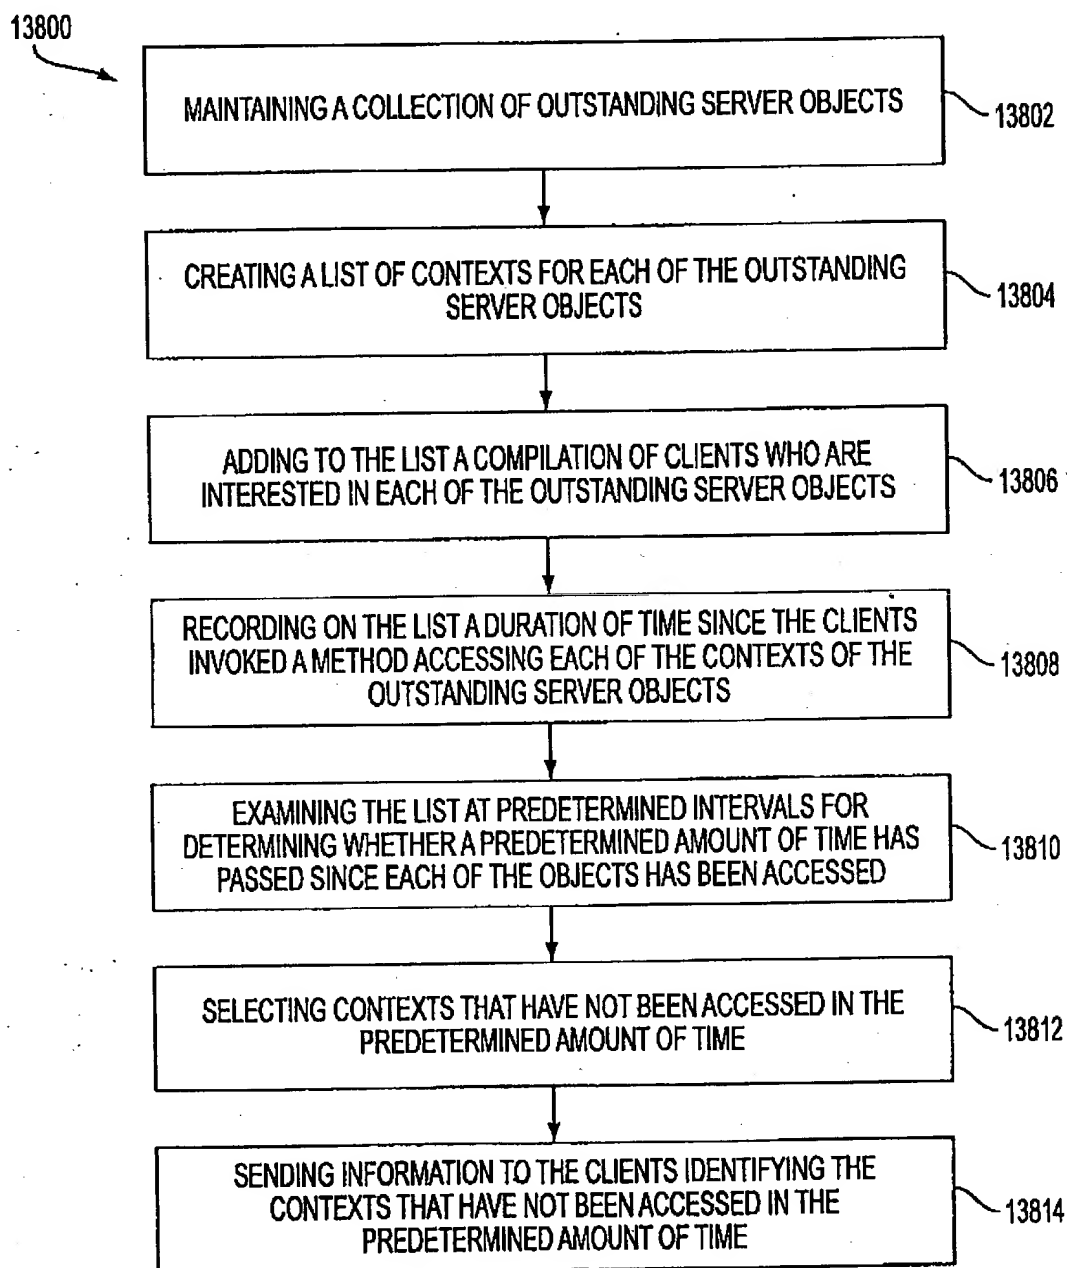 13800
MAINTAINING A COLLECTION OF OUTSTANDING SERVER OBJECTS
13802
CREATING A LIST OF CONTEXTS FOR EACH OF THE OUTSTANDING
SERVER OBJECTS
13804
ADDING TO THE LIST A COMPILATION OF CLIENTS WHO ARE
INTERESTED IN EACH OF THE OUTSTANDING SERVER OBJECTS
13806
RECORDING ON THE LIST A DURATION OF TIME SINCE THE CLIENTS
INVOKED A METHOD ACCESSING EACH OF THE CONTEXTS OF THE
OUTSTANDING SERVER OBJECTS
13808
EXAMINING THE LIST AT PREDETERMINED INTERVALS FOR
DETERMINING WHETHER A PREDETERMINED AMOUNT OF TIME HAS
PASSED SINCE EACH OF THE OBJECTS HAS BEEN ACCESSED
13810
SELECTING CONTEXTS THAT HAVE NOT BEEN ACCESSED IN THE
PREDETERMINED AMOUNT OF TIME
13812
SENDING INFORMATION TO THE CLIENTS IDENTIFYING THE
CONTEXTS THAT HAVE NOT BEEN ACCESSED IN THE
PREDETERMINED AMOUNT OF TIME
13814